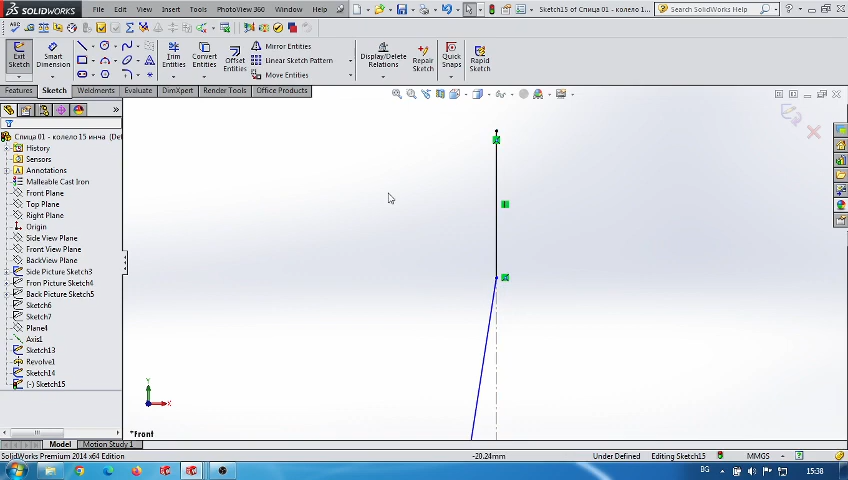 SOLIDWORKS File Edit View Insert Tools PhotoView 360 Window Help Sketch15 of Спица 01 - колело 1... Search SolidWorks Help
Exit Sketch Smart Dimension Trim Entities Convert Entities Offset Entities Mirror Entities Linear Sketch Pattern Move Entities Display/Delete Relations Repair Sketch Quick Snaps Rapid Sketch
Features Sketch Weldments Evaluate DimXpert Render Tools Office Products
Спица 01 - колело 15 инча (De
History
Sensors
Annotations
Malleable Cast Iron
Front Plane
Top Plane
Right Plane
Origin
Side View Plane
Front View Plane
BackView Plane
Side Picture Sketch3
Fron Picture Sketch4
Back Picture Sketch5
Sketch6
Sketch7
Plane4
Axis1
Sketch13
Revolve1
Sketch14
(-) Sketch15
Y
X
*Front
Model Motion Study 1
SolidWorks Premium 2014 x64 Edition -20.24mm Under Defined Editing Sketch15 MMGS
BG 15:38